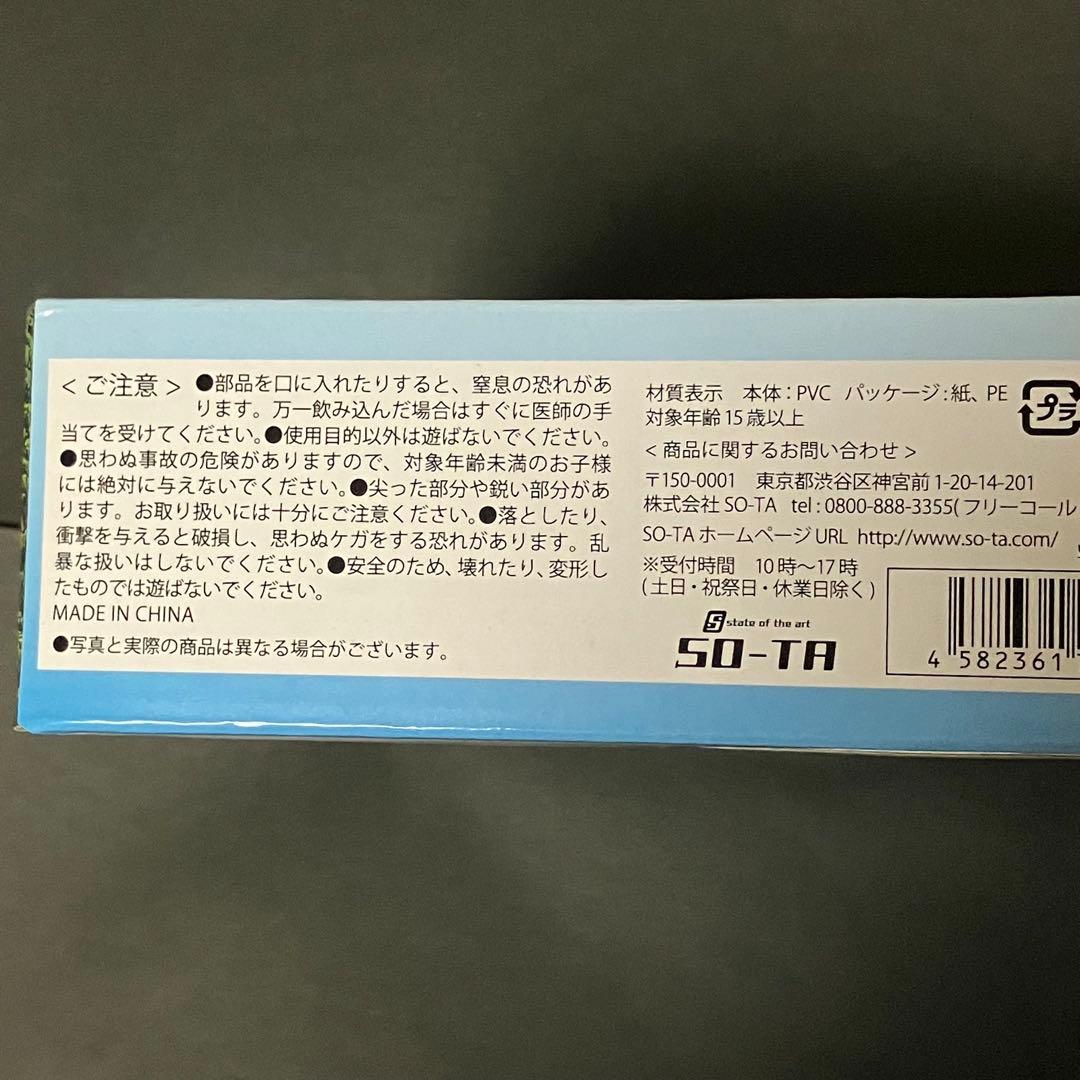 ＜ご注意＞ ●部品を口に入れたりすると、窒息の恐れがあ
ります。万一飲み込んだ場合はすぐに医師の手
当てを受けてください。●使用目的以外は遊ばないでください。
●思わぬ事故の危険がありますので、対象年齢未満のお子様
には絶対に与えないでください。●尖った部分や鋭い部分があ
ります。お取り扱いには十分にご注意ください。●落としたり、
衝撃を与えると破損し、思わぬケガをする恐れがあります。乱
暴な扱いはしないでください。●安全のため、壊れたり、変形し
たものでは遊ばないでください。
MADE IN CHINA
●写真と実際の商品は異なる場合がございます。
材質表示 本体：PVC パッケージ：紙、PE
対象年齢15歳以上
プラ
＜商品に関するお問い合わせ＞
〒150-0001 東京都渋谷区神宮前1-20-14-201
株式会社SO-TA tel：0800-888-3355(フリーコール
SO-TAホームページURL http://www.so-ta.com/
※受付時間 10時～17時
(土日・祝祭日・休業日除く)
state of the art
SO-TA
4 582361